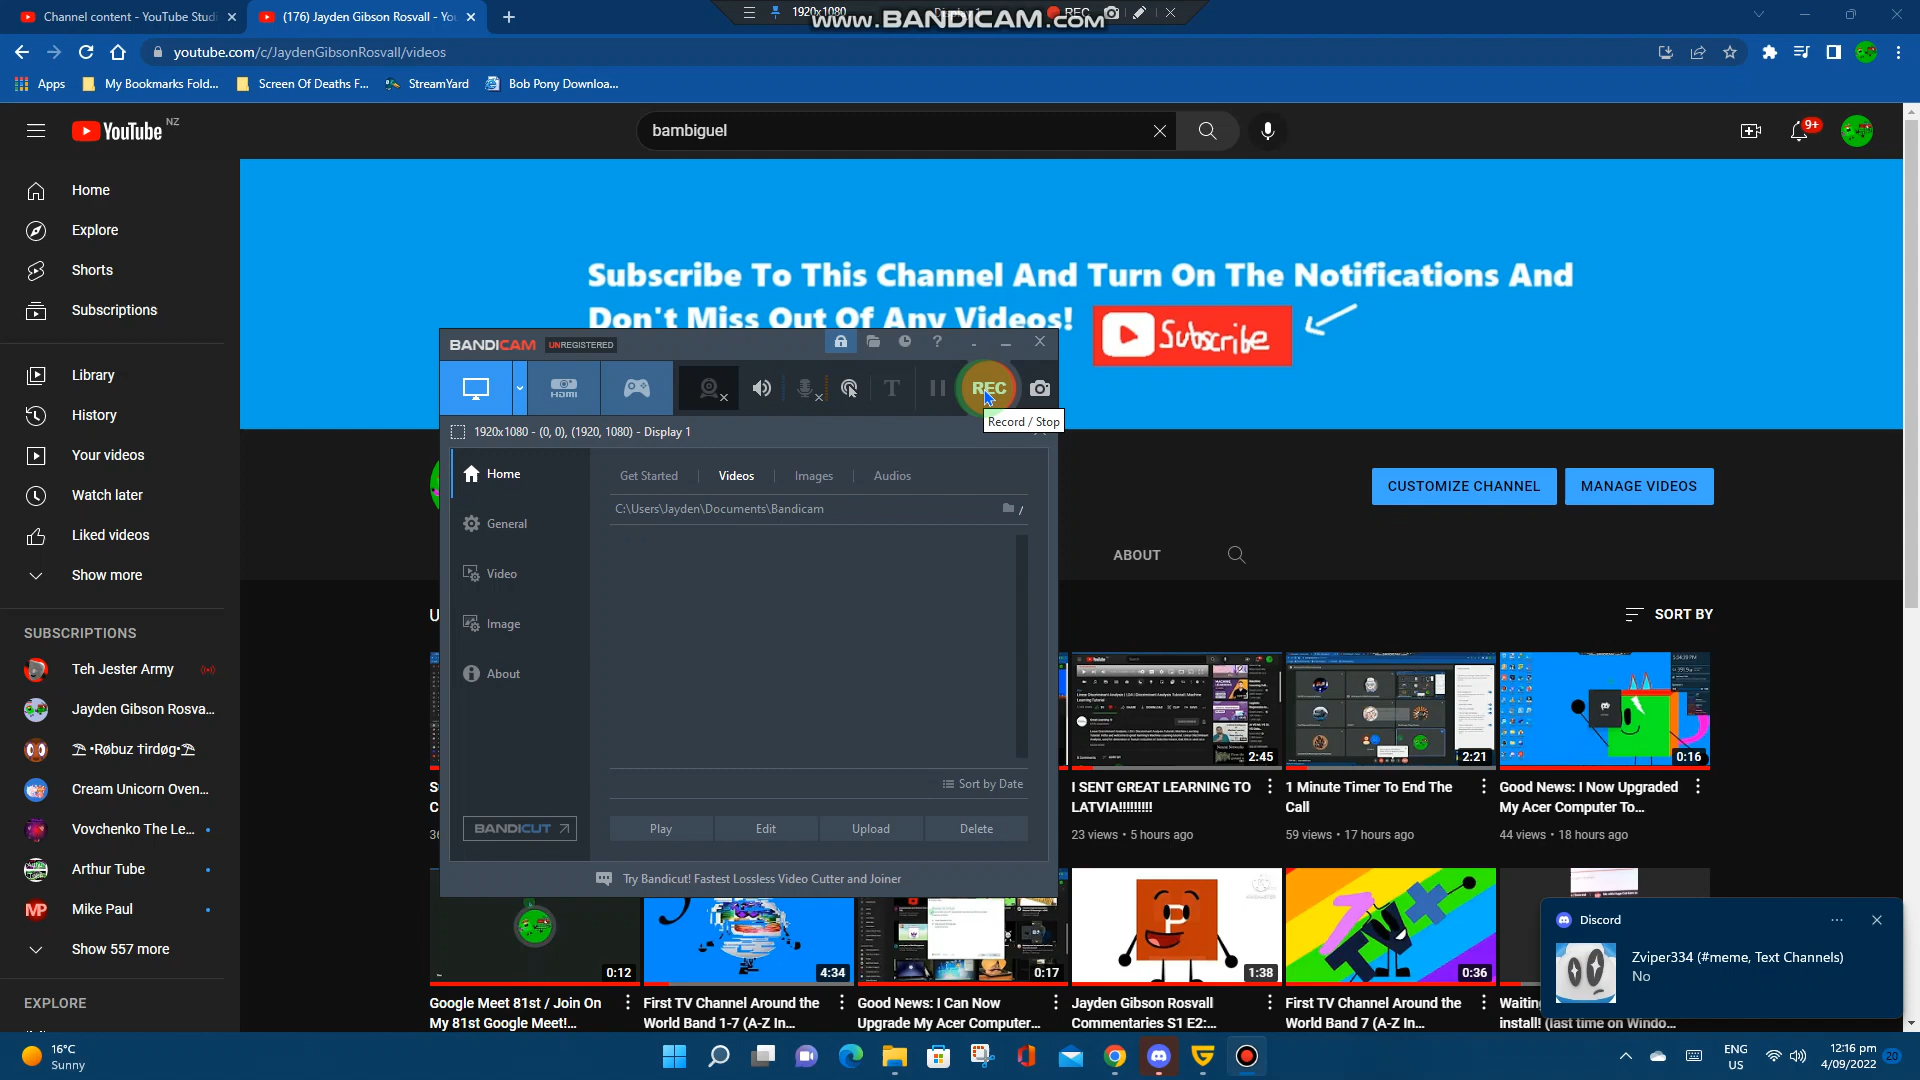 Channel content - YouTube Studi
(176) Jayden Gibson Rosvall - Yo
1920x1080
REC
www.BANDICAM.com
youtube.com/c/JaydenGibsonRosvall/videos
Apps
My Bookmarks Fold...
Screen Of Deaths F...
StreamYard
Bob Pony Downloa...
YouTube NZ
bambiguel
9+
Home
Explore
Shorts
Subscriptions
Library
History
Your videos
Watch later
Liked videos
Show more
SUBSCRIPTIONS
Teh Jester Army
Jayden Gibson Rosva...
•Røbuz Tirdøg•
Cream Unicorn Oven...
Vovchenko The Le...
Arthur Tube
MP
Mike Paul
Show 557 more
EXPLORE
Subscribe To This Channel And Turn On The Notifications And
Don't Miss Out Of Any Videos!
Subscribe
BANDICAM
UNREGISTERED
HDMI
T
REC
Record / Stop
1920x1080 - (0, 0), (1920, 1080) - Display 1
Home
General
Video
Image
About
Get Started
Videos
Images
Audios
C:\Users\Jayden\Documents\Bandicam
/
Sort by Date
BANDICUT
Play
Edit
Upload
Delete
Try Bandicut! Fastest Lossless Video Cutter and Joiner
CUSTOMIZE CHANNEL
MANAGE VIDEOS
ABOUT
SORT BY
2:45
I SENT GREAT LEARNING TO
LATVIA!!!!!!!!!
23 views • 5 hours ago
2:21
1 Minute Timer To End The
Call
59 views • 17 hours ago
0:16
Good News: I Now Upgraded
My Acer Computer To...
44 views • 18 hours ago
0:12
Google Meet 81st / Join On
My 81st Google Meet!...
4:34
First TV Channel Around the
World Band 1-7 (A-Z In...
0:17
Good News: I Can Now
Upgrade My Acer Computer...
1:38
Jayden Gibson Rosvall
Commentaries S1 E2:...
0:36
First TV Channel Around the
World Band 7 (A-Z In...
install! (last time on Windo...
Discord
Zviper334 (#meme, Text Channels)
No
16°C
Sunny
ENG
US
12:16 pm
4/09/2022
20